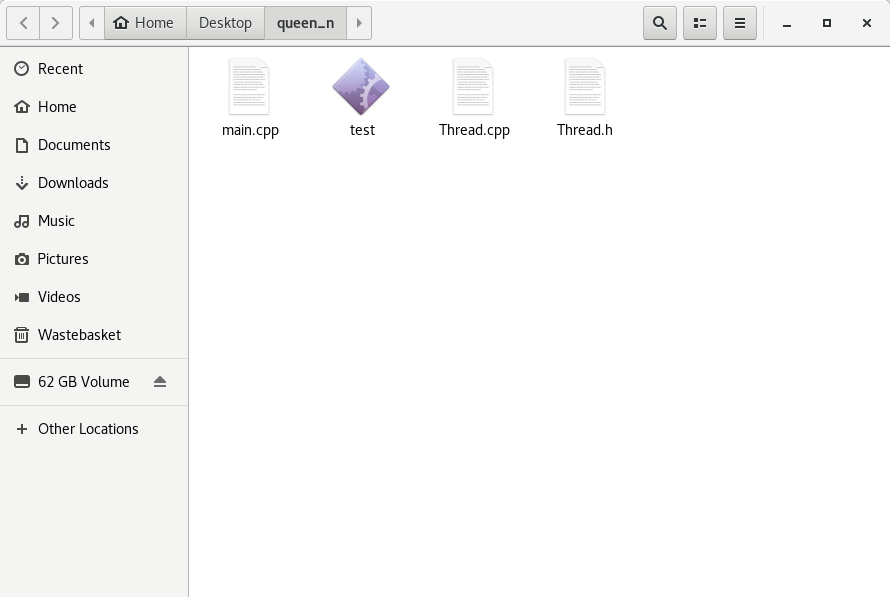 Home
Desktop
queen_n
Recent
Home
Documents
Downloads
Music
Pictures
Videos
Wastebasket
62 GB Volume
Other Locations
main.cpp
test
Thread.cpp
Thread.h